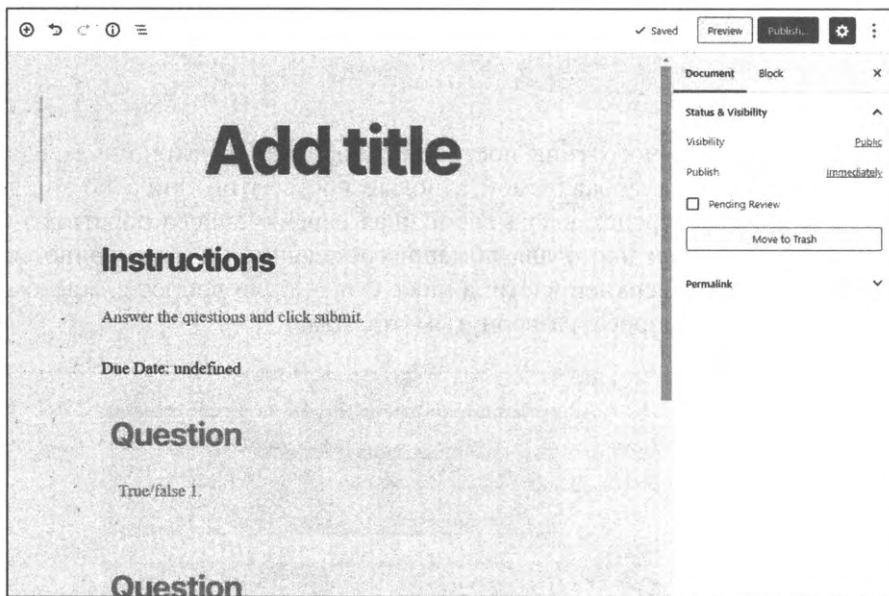 Saved
Preview
Publish...
Document
Block
Status & Visibility
Visibility
Public
Publish
Immediately
Pending Review
Move to Trash
Permalink
Add title
Instructions
Answer the questions and click submit.
Due Date: undefined
Question
True/false 1.
Question